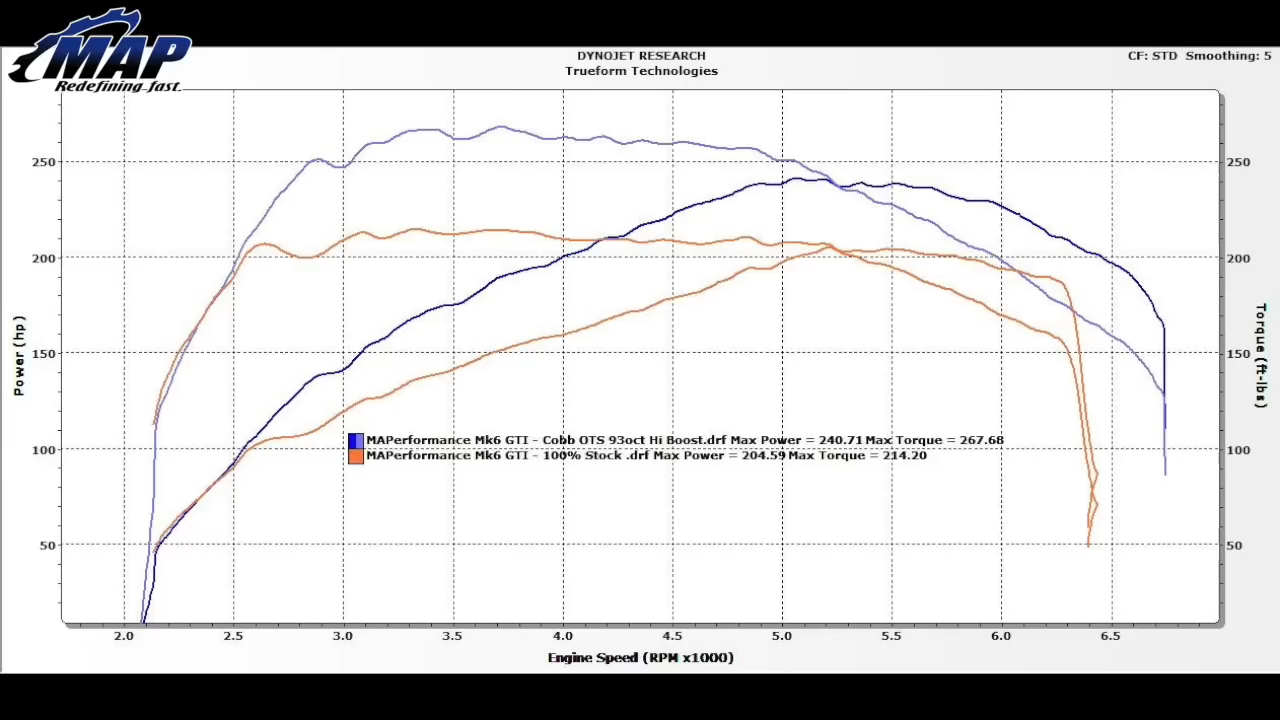 MAP
Redefining fast.
DYNOJET RESEARCH
Trueform Technologies
CF: STD Smoothing: 5
250
200
150
100
50
Power (hp)
250
200
150
100
50
Torque (ft-lbs)
MAPerformance Mk6 GTI - Cobb OTS 93oct Hi Boost.drf Max Power = 240.71 Max Torque = 267.68
MAPerformance Mk6 GTI - 100% Stock .drf Max Power = 204.59 Max Torque = 214.20
2.0 2.5 3.0 3.5 4.0 4.5 5.0 5.5 6.0 6.5
Engine Speed (RPM x1000)